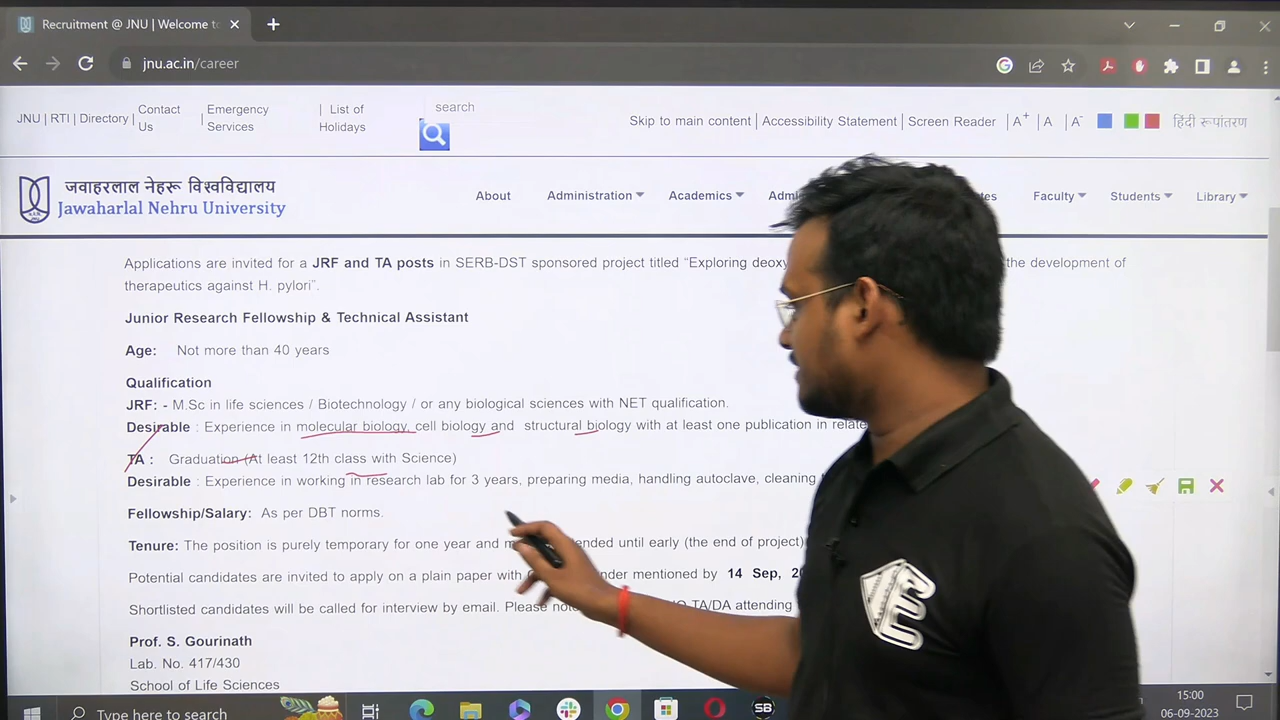 Recruitment @ JNU | Welcome to
jnu.ac.in/career
JNU | RTI | Directory | Contact Us | Emergency Services | List of Holidays
search
Skip to main content | Accessibility Statement | Screen Reader | A+ | A | A-
हिंदी रूपांतरण
जवाहरलाल नेहरू विश्वविद्यालय
Jawaharlal Nehru University
About Administration Academics Faculty Students Library
Applications are invited for a JRF and TA posts in SERB-DST sponsored project titled “Exploring the development of
therapeutics against H. pylori”.
Junior Research Fellowship & Technical Assistant
Age: Not more than 40 years
Qualification
JRF: - M.Sc in life sciences / Biotechnology / or any biological sciences with NET qualification.
Desirable : Experience in molecular biology, cell biology and structural biology with at least one publication in
TA : Graduation (At least 12th class with Science)
Desirable : Experience in working in research lab for 3 years, preparing media, handling autoclave, cleaning
Fellowship/Salary: As per DBT norms.
Tenure: The position is purely temporary for one year and until early (the end of project)
Potential candidates are invited to apply on a plain paper with mentioned by 14 Sep,
Shortlisted candidates will be called for interview by email. Please TA/DA attending
Prof. S. Gourinath
Lab. No. 417/430
School of Life Sciences
Type here to search
SB
15:00
06-09-2023